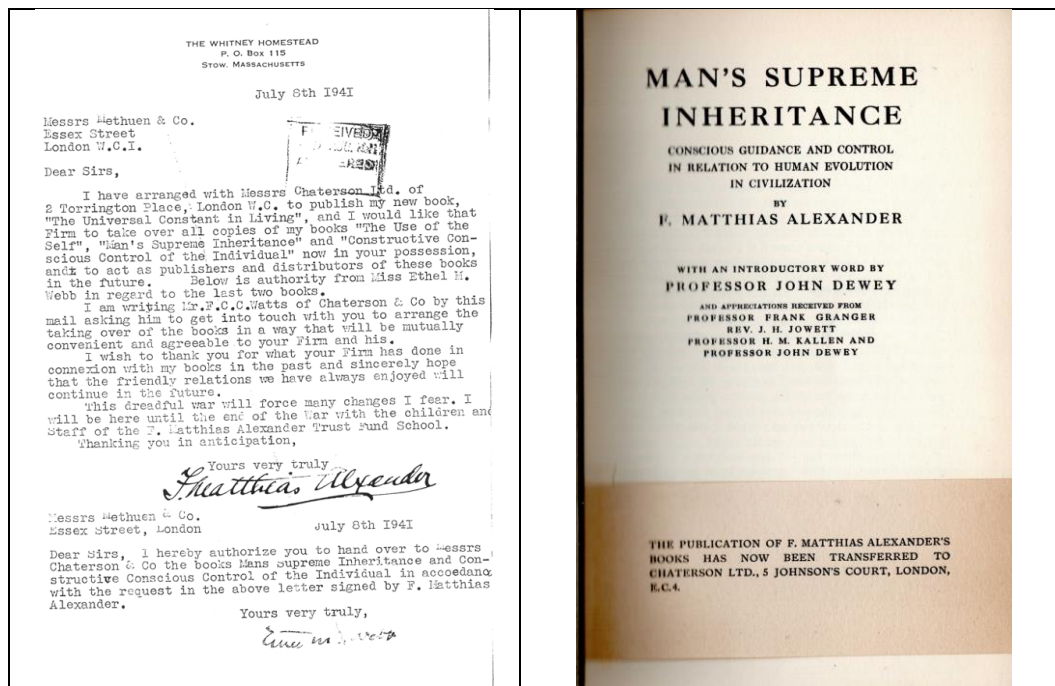 THE WHITNEY HOMESTEAD
P. O. Box 115
STOW, MASSACHUSETTS
July 8th I94I
Messrs Methuen & Co.
Essex Street
London W.C.I.
Dear Sirs,
I have arranged with Messrs Chaterson Ltd. of
2 Torrington Place, London W.C. to publish my new book,
"The Universal Constant in Living", and I would like that
Firm to take over all copies of my books "The Use of the
Self", "Man's Supreme Inheritance" and "Constructive Con-
scious Control of the Individual" now in your possession,
and to act as publishers and distributors of these books
in the future. Below is authority from Miss Ethel M.
Webb in regard to the last two books.
I am writing Mr.F.C.C.Watts of Chaterson & Co by this
mail asking him to get into touch with you to arrange the
taking over of the books in a way that will be mutually
convenient and agreeable to your Firm and his.
I wish to thank you for what your Firm has done in
connexion with my books in the past and sincerely hope
that the friendly relations we have always enjoyed will
continue in the future.
This dreadful war will force many changes I fear. I
will be here until the end of the War with the children and
Staff of the F. Matthias Alexander Trust Fund School.
Thanking you in anticipation,
Yours very truly
F. Matthias Alexander
Messrs Methuen & Co.
Essex Street, London
July 8th I94I
Dear Sirs, I hereby authorize you to hand over to Messrs
Chaterson & Co the books Mans Supreme Inheritance and Con-
structive Conscious Control of the Individual in accoedanc
with the request in the above letter signed by F. Matthias
Alexander.
Yours very truly,
MAN'S SUPREME
INHERITANCE
CONSCIOUS GUIDANCE AND CONTROL
IN RELATION TO HUMAN EVOLUTION
IN CIVILIZATION
BY
F. MATTHIAS ALEXANDER
WITH AN INTRODUCTORY WORD BY
PROFESSOR JOHN DEWEY
AND APPRECIATIONS RECEIVED FROM
PROFESSOR FRANK GRANGER
REV. J. H. JOWETT
PROFESSOR H. M. KALLEN AND
PROFESSOR JOHN DEWEY
THE PUBLICATION OF F. MATTHIAS ALEXANDER'S
BOOKS HAS NOW BEEN TRANSFERRED TO
CHATERSON LTD., 5 JOHNSON'S COURT, LONDON,
E.C.4.